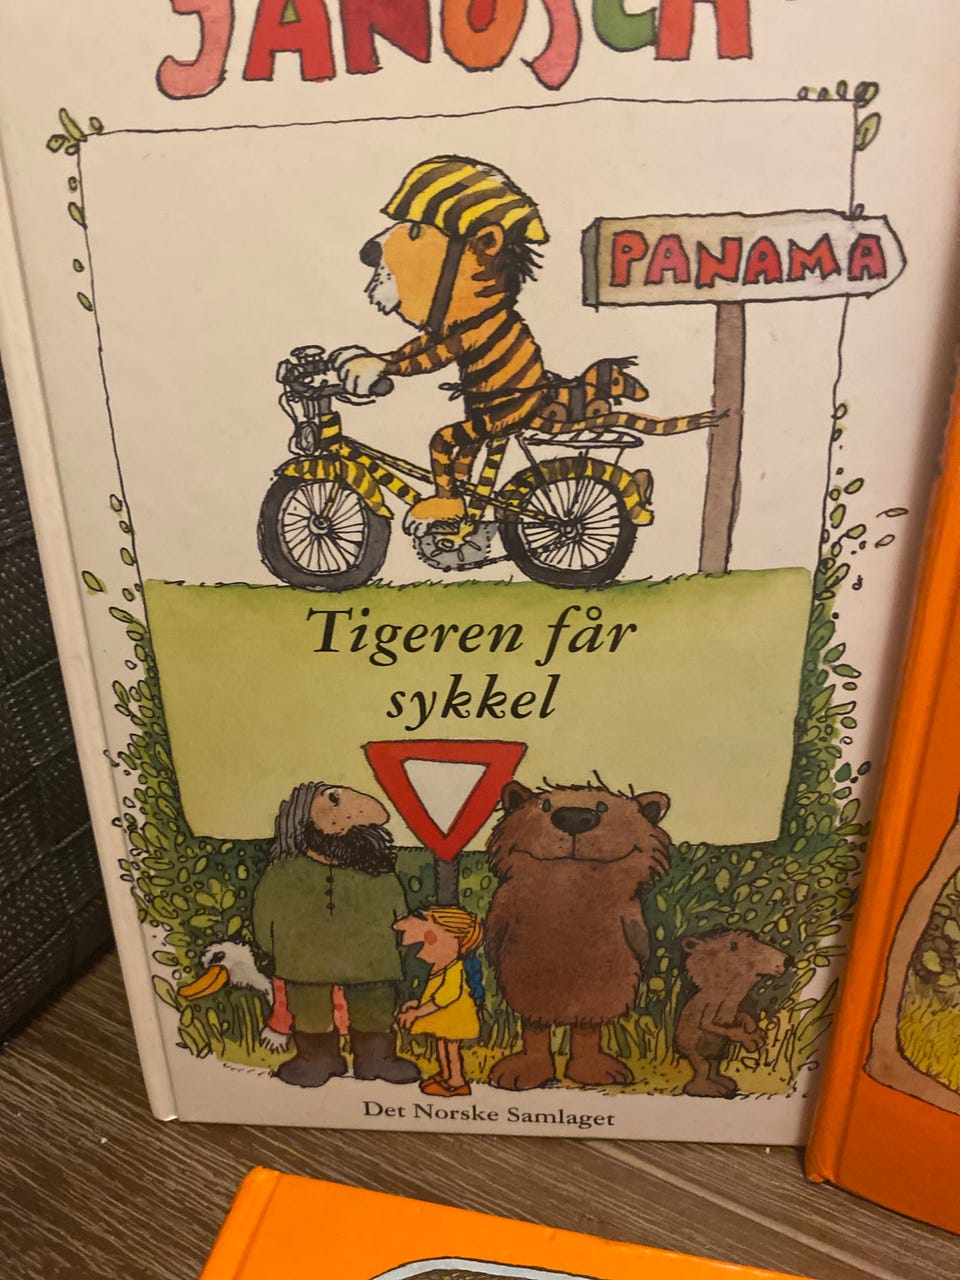 JANOSCH
PANAMA
Tigeren får
sykkel
Det Norske Samlaget